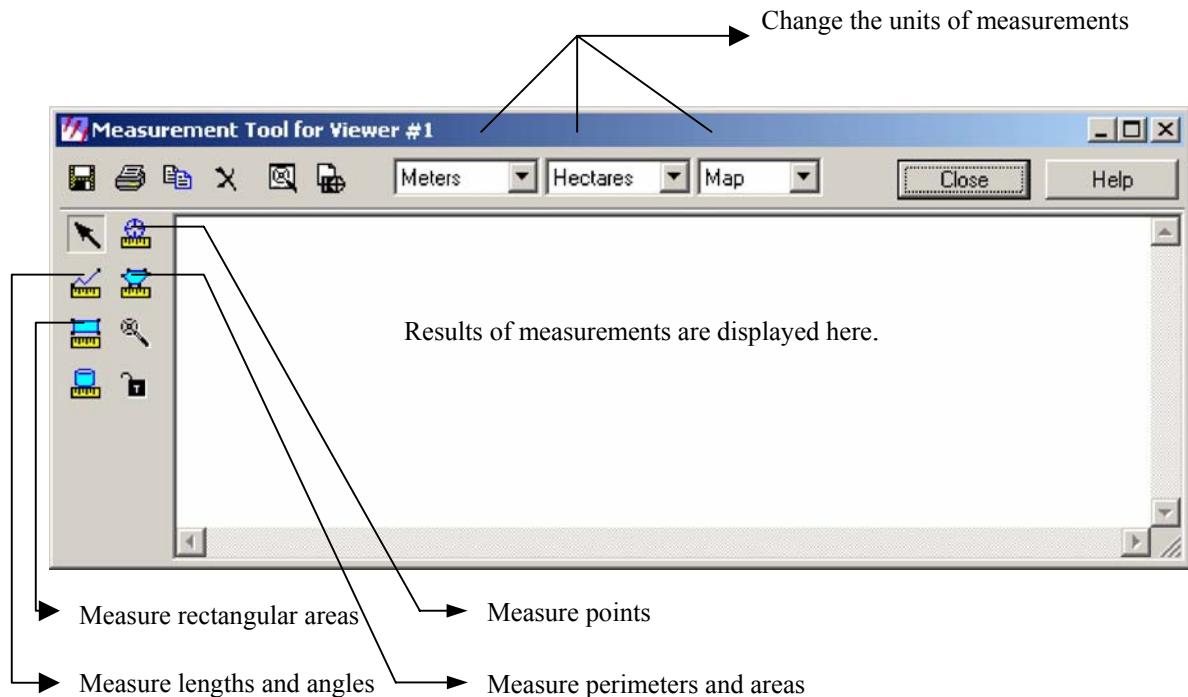 Change the units of measurements
Measurement Tool for Viewer #1
Meters Hectares Map Close Help
Results of measurements are displayed here.
T
Measure rectangular areas Measure points
Measure lengths and angles Measure perimeters and areas